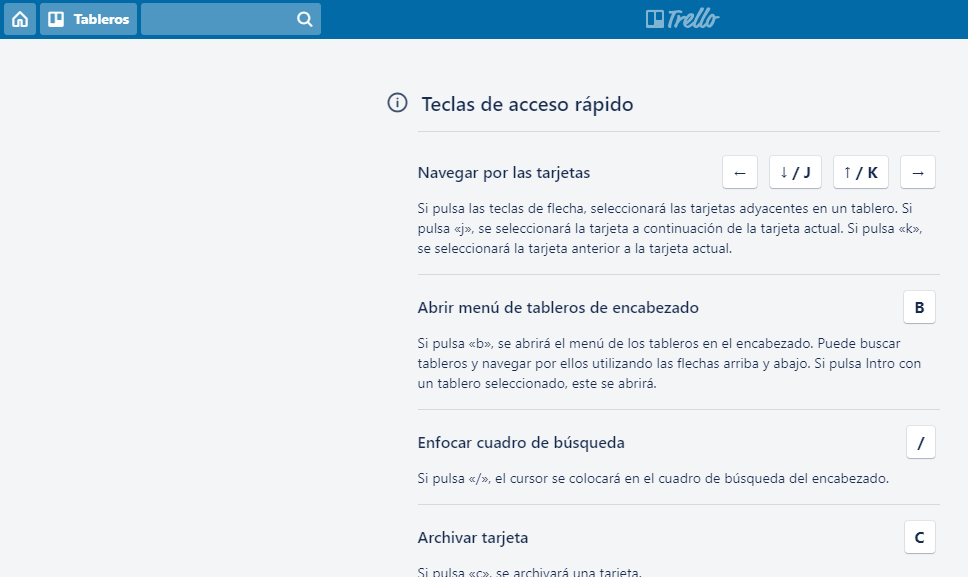 Tableros
Trello
Teclas de acceso rápido
Navegar por las tarjetas ← ↓ / J ↑ / K →
Si pulsa las teclas de flecha, seleccionará las tarjetas adyacentes en un tablero. Si
pulsa «j», se seleccionará la tarjeta a continuación de la tarjeta actual. Si pulsa «k»,
se seleccionará la tarjeta anterior a la tarjeta actual.
Abrir menú de tableros de encabezado B
Si pulsa «b», se abrirá el menú de los tableros en el encabezado. Puede buscar
tableros y navegar por ellos utilizando las flechas arriba y abajo. Si pulsa Intro con
un tablero seleccionado, este se abrirá.
Enfocar cuadro de búsqueda /
Si pulsa «/», el cursor se colocará en el cuadro de búsqueda del encabezado.
Archivar tarjeta C
Si pulsa «c», se archivará una tarjeta.